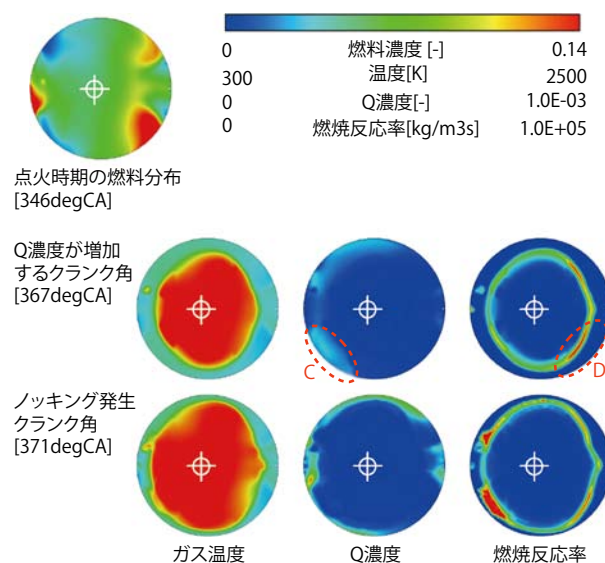 0 燃料濃度 [-] 0.14
300 温度[K] 2500
0 Q濃度[-] 1.0E-03
0 燃焼反応率[kg/m3s] 1.0E+05
点火時期の燃料分布
[346degCA]
Q濃度が増加
するクランク角
[367degCA]
C
D
ノッキング発生
クランク角
[371degCA]
ガス温度 Q濃度 燃焼反応率